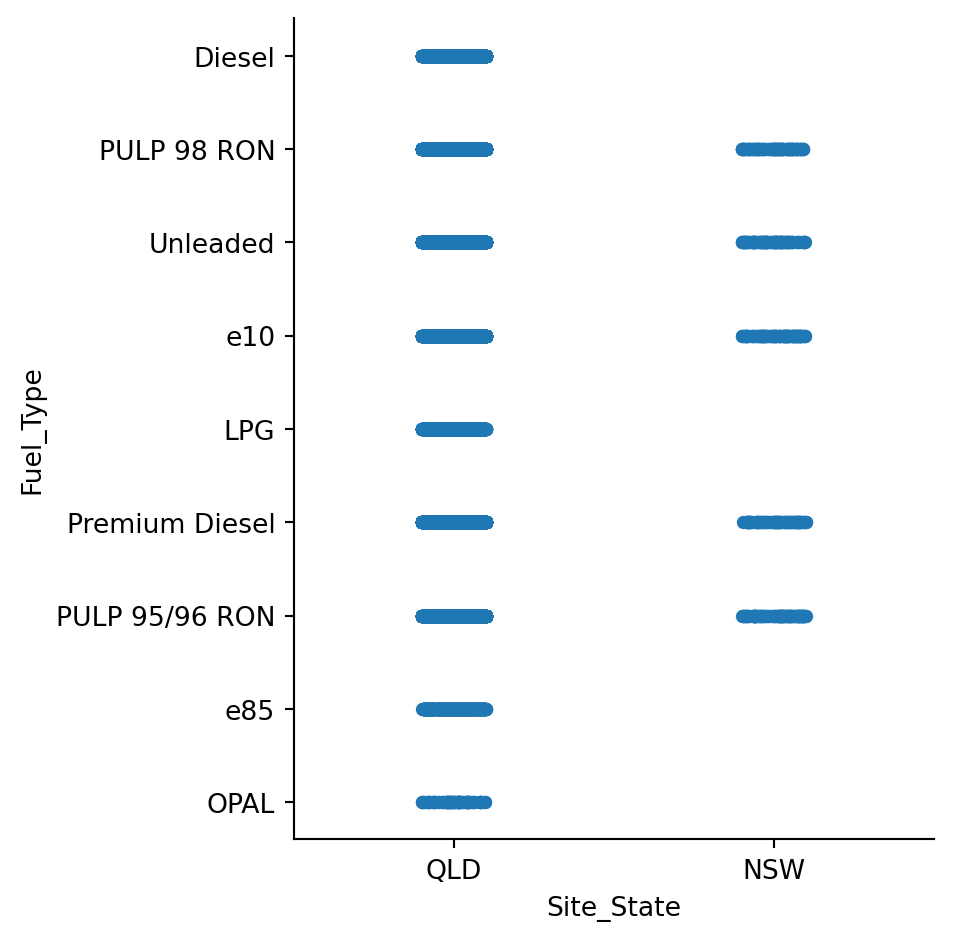 Diesel
PULP 98 RON
Unleaded
e10
LPG
Premium Diesel
PULP 95/96 RON
e85
OPAL
Fuel_Type
QLD NSW
Site_State